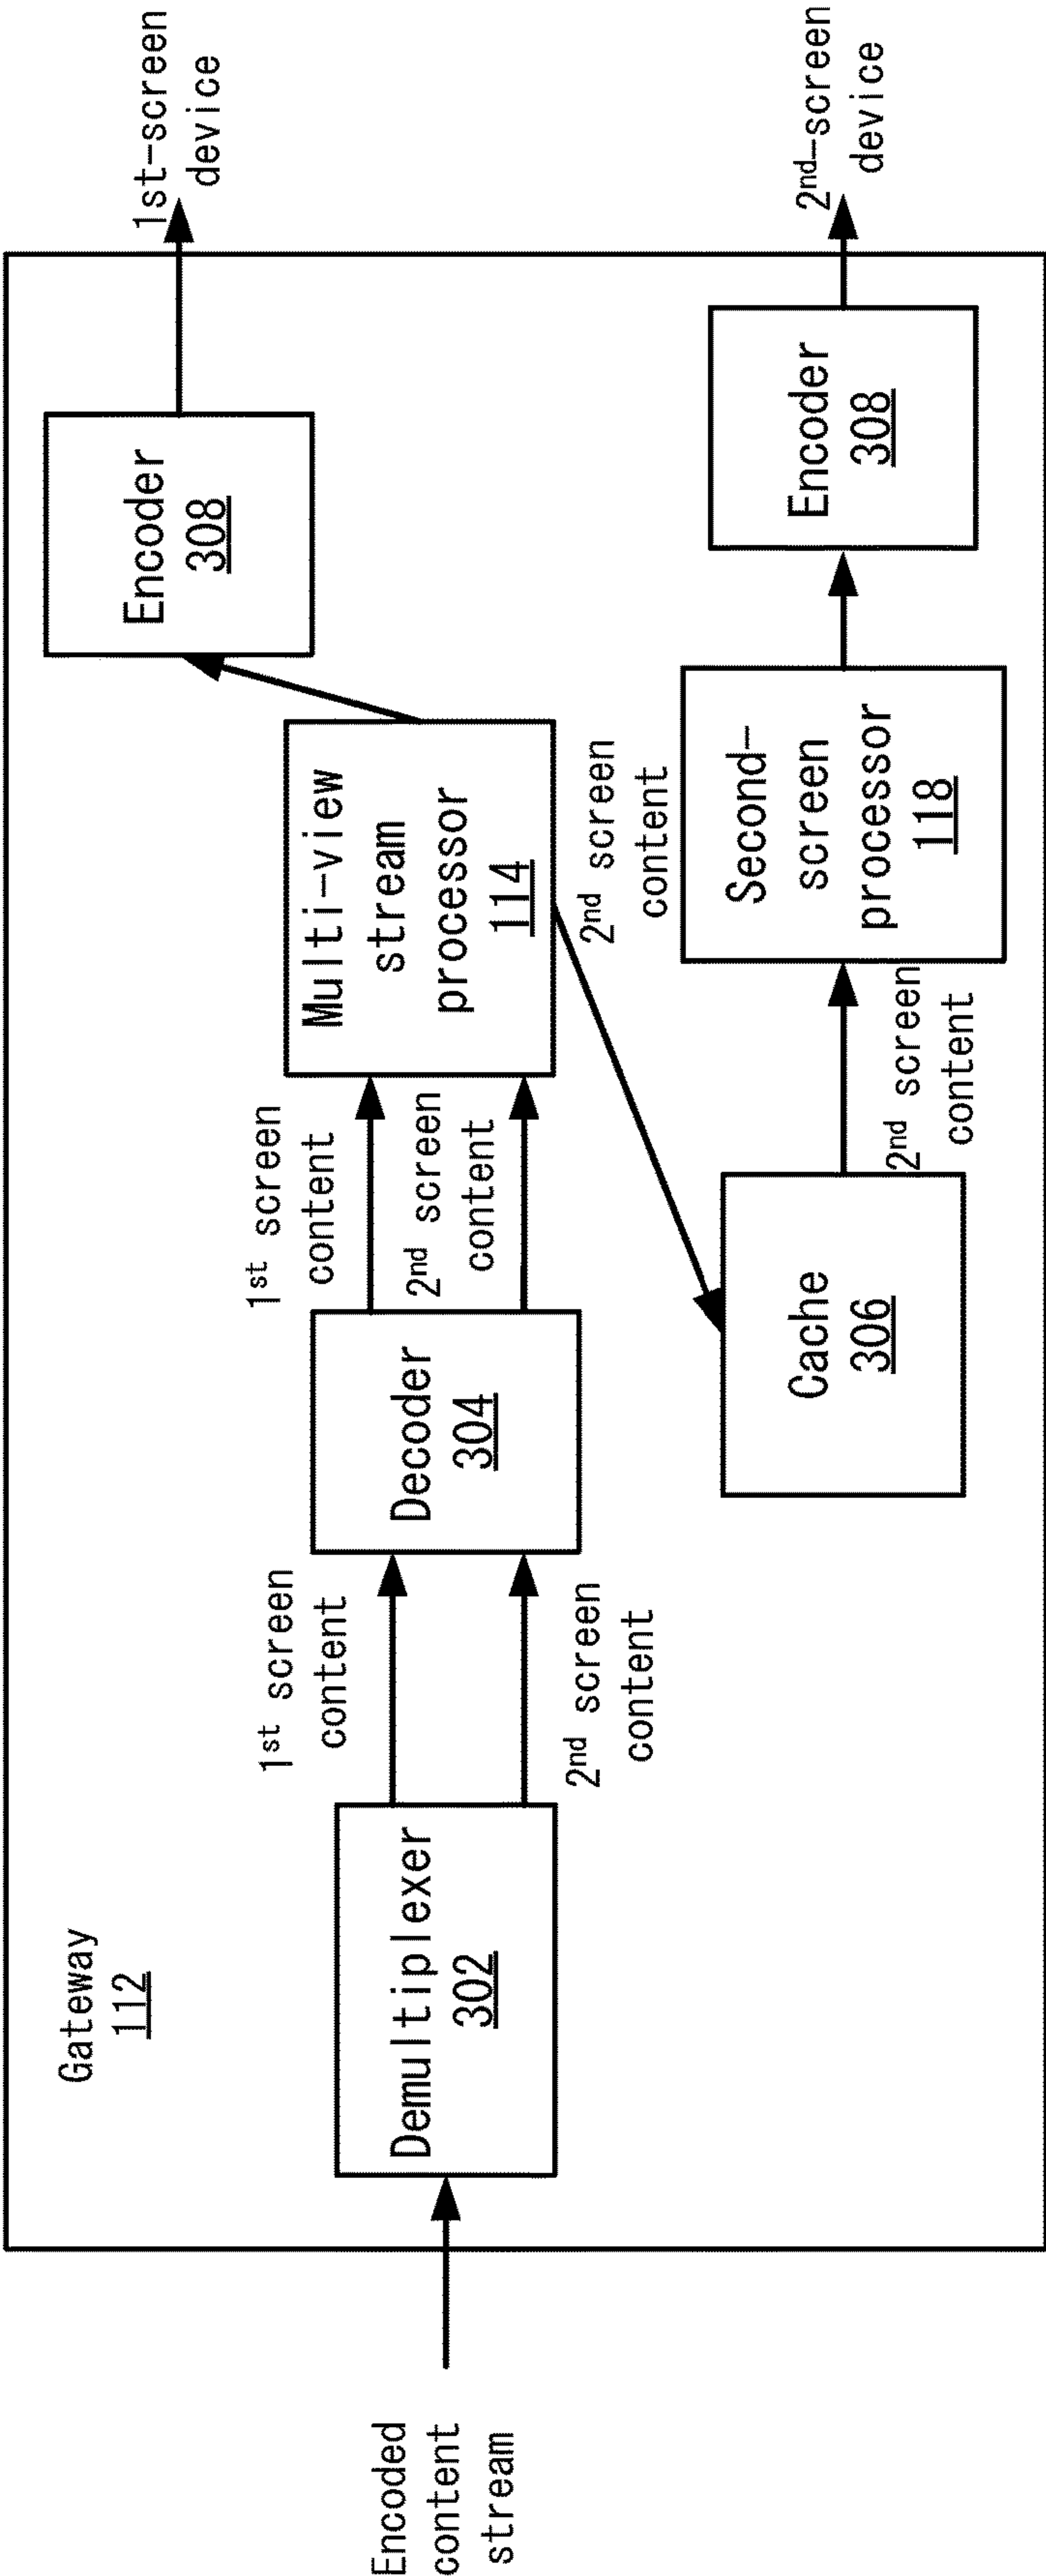 Gateway
112
Encoded
content
stream
Demultiplexer
302
1st screen
content
2nd screen
content
Decoder
304
1st screen
content
2nd screen
content
Multi-view
stream
processor
114
2nd screen
content
Encoder
308
1st-screen
device
Cache
306
2nd screen
content
Second-
screen
processor
118
Encoder
308
2nd-screen
device